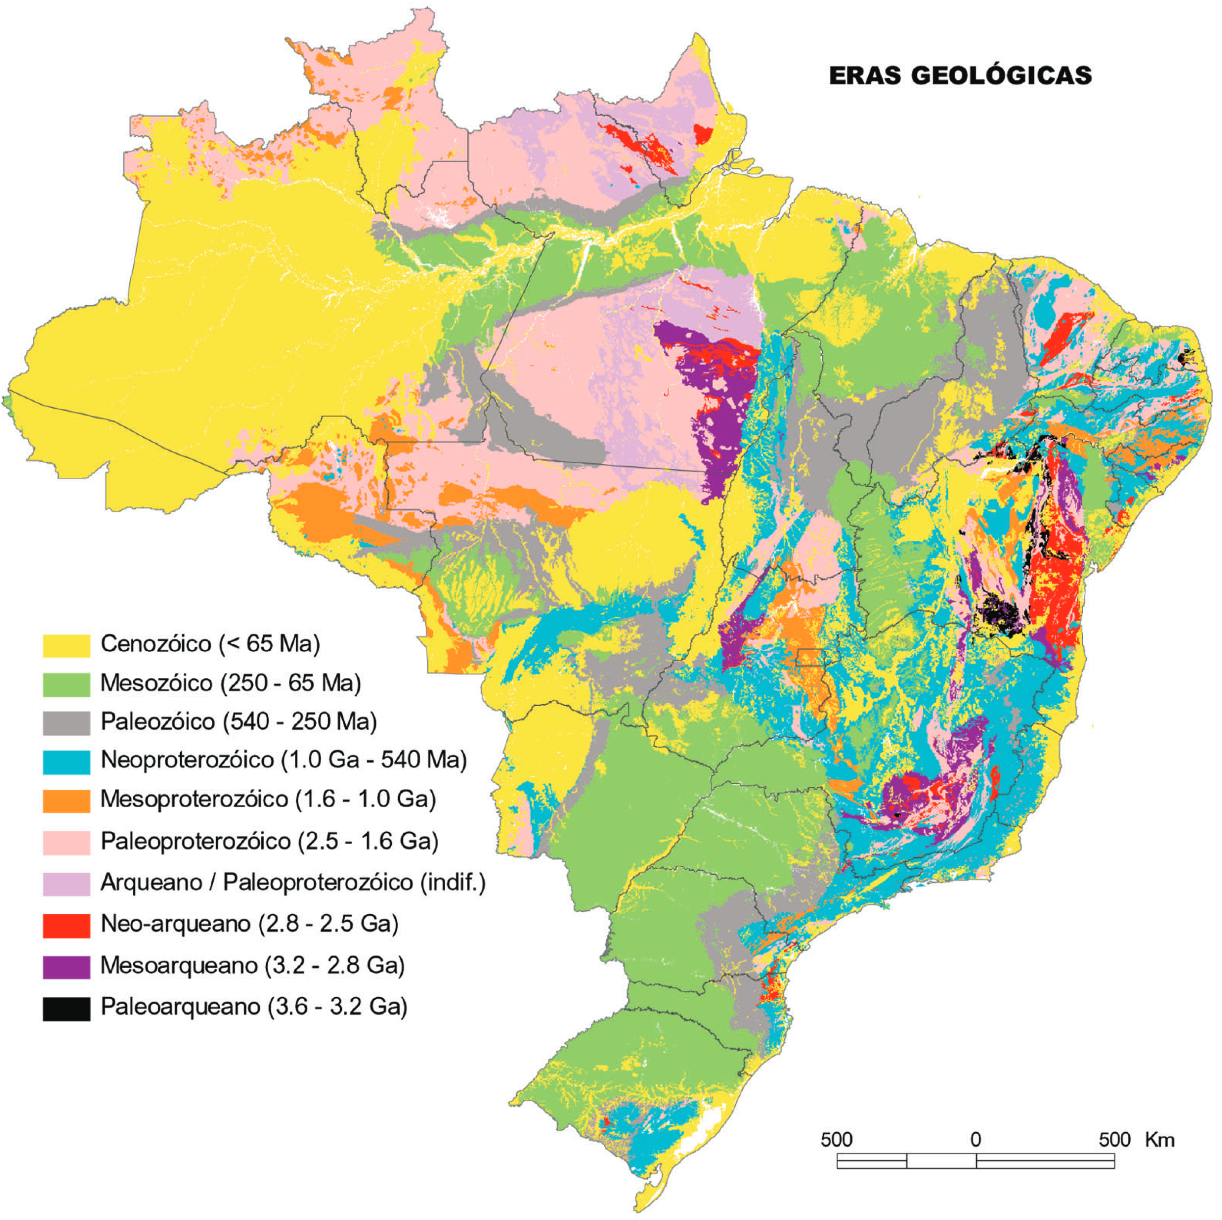 ERAS GEOLÓGICAS
Cenozóico (< 65 Ma)
Mesozóico (250 - 65 Ma)
Paleozóico (540 - 250 Ma)
Neoproterozóico (1.0 Ga - 540 Ma)
Mesoproterozóico (1.6 - 1.0 Ga)
Paleoproterozóico (2.5 - 1.6 Ga)
Arqueano / Paleoproterozóico (indif.)
Neo-arqueano (2.8 - 2.5 Ga)
Mesoarqueano (3.2 - 2.8 Ga)
Paleoarqueano (3.6 - 3.2 Ga)
500 0 500 Km